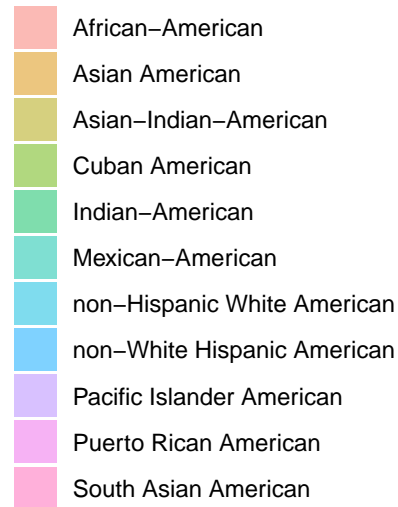 African−American
Asian American
Asian−Indian−American
Cuban American
Indian−American
Mexican−American
non−Hispanic White American
non−White Hispanic American
Pacific Islander American
Puerto Rican American
South Asian American